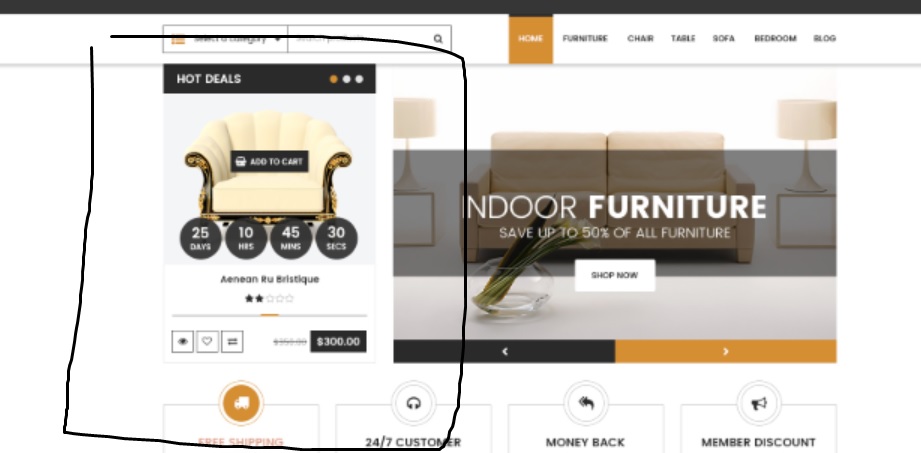 Select a category
HOME FURNITURE CHAIR TABLE SOFA BEDROOM BLOG
HOT DEALS
ADD TO CART
25 10 45 30
DAYS HRS MINS SECS
Aenean Ru Bristique
$350.00 $300.00
INDOOR FURNITURE
SAVE UP TO 50% OF ALL FURNITURE
SHOP NOW
FREE SHIPPING
24/7 CUSTOMER
MONEY BACK
MEMBER DISCOUNT